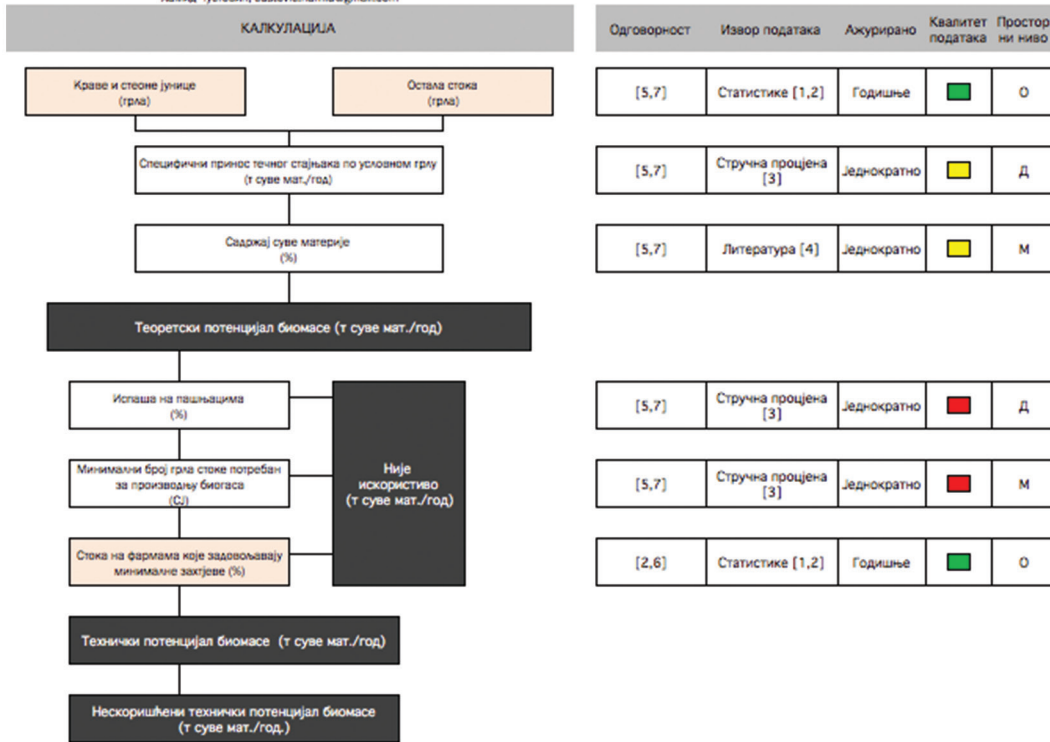 КАЛКУЛАЦИЈА
Одговорност
Извор података
Ажурирано
Квалитет
података
Простор
ни ниво
Краве и стеоне јунице
(грла)
Остала стока
(грла)
[5,7]
Статистике [1,2]
Годишње
О
Специфични принос течног стајњака по условном грлу
(т суве мат./год)
[5,7]
Стручна процјена
[3]
Једнократно
Д
Садржај суве материје
(%)
[5,7]
Литература [4]
Једнократно
М
Теоретски потенцијал биомасе (т суве мат./год)
Испаша на пашњацима
(%)
[5,7]
Стручна процјена
[3]
Једнократно
Д
Није
искористиво
(т суве мат./год)
Минимални број грла стоке потребан
за производњу биогаса
(СЈ)
[5,7]
Стручна процјена
[3]
Једнократно
М
Стока на фармама које задовољавају
минималне захтјеве (%)
[2,6]
Статистике [1,2]
Годишње
О
Технички потенцијал биомасе (т суве мат./год)
Нескоришћени технички потенцијал биомасе
(т суве мат./год.)